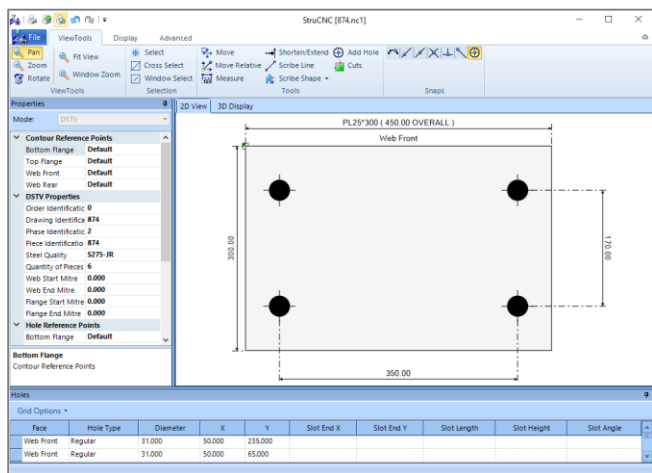 StruCNC [874.nc1]
File
ViewTools
Display
Advanced
Pan
Zoom
Rotate
Fit View
Window Zoom
ViewTools
Select
Cross Select
Window Select
Selection
Move
Move Relative
Measure
Shorten/Extend
Scribe Line
Scribe Shape
Add Hole
Cuts
Tools
Snaps
Properties
Mode: DSTV
Contour Reference Points
Bottom Flange Default
Top Flange Default
Web Front Default
Web Rear Default
DSTV Properties
Order Identificatic 0
Drawing Identifica 874
Phase Identificatic 2
Piece Identificatio 874
Steel Quality S275-JR
Quantity of Pieces 6
Web Start Mitre 0.000
Web End Mitre 0.000
Flange Start Mitre 0.000
Flange End Mitre 0.000
Hole Reference Points
Bottom Flange Default
Bottom Flange
Contour Reference Points
2D View
3D Display
PL25*300 ( 450.00 OVERALL )
Web Front
300.00
170.00
350.00
Holes
Grid Options
Face Hole Type Diameter X Y Slot End X Slot End Y Slot Length Slot Height Slot Angle
Web Front Regular 31.000 50.000 235.000
Web Front Regular 31.000 50.000 65.000